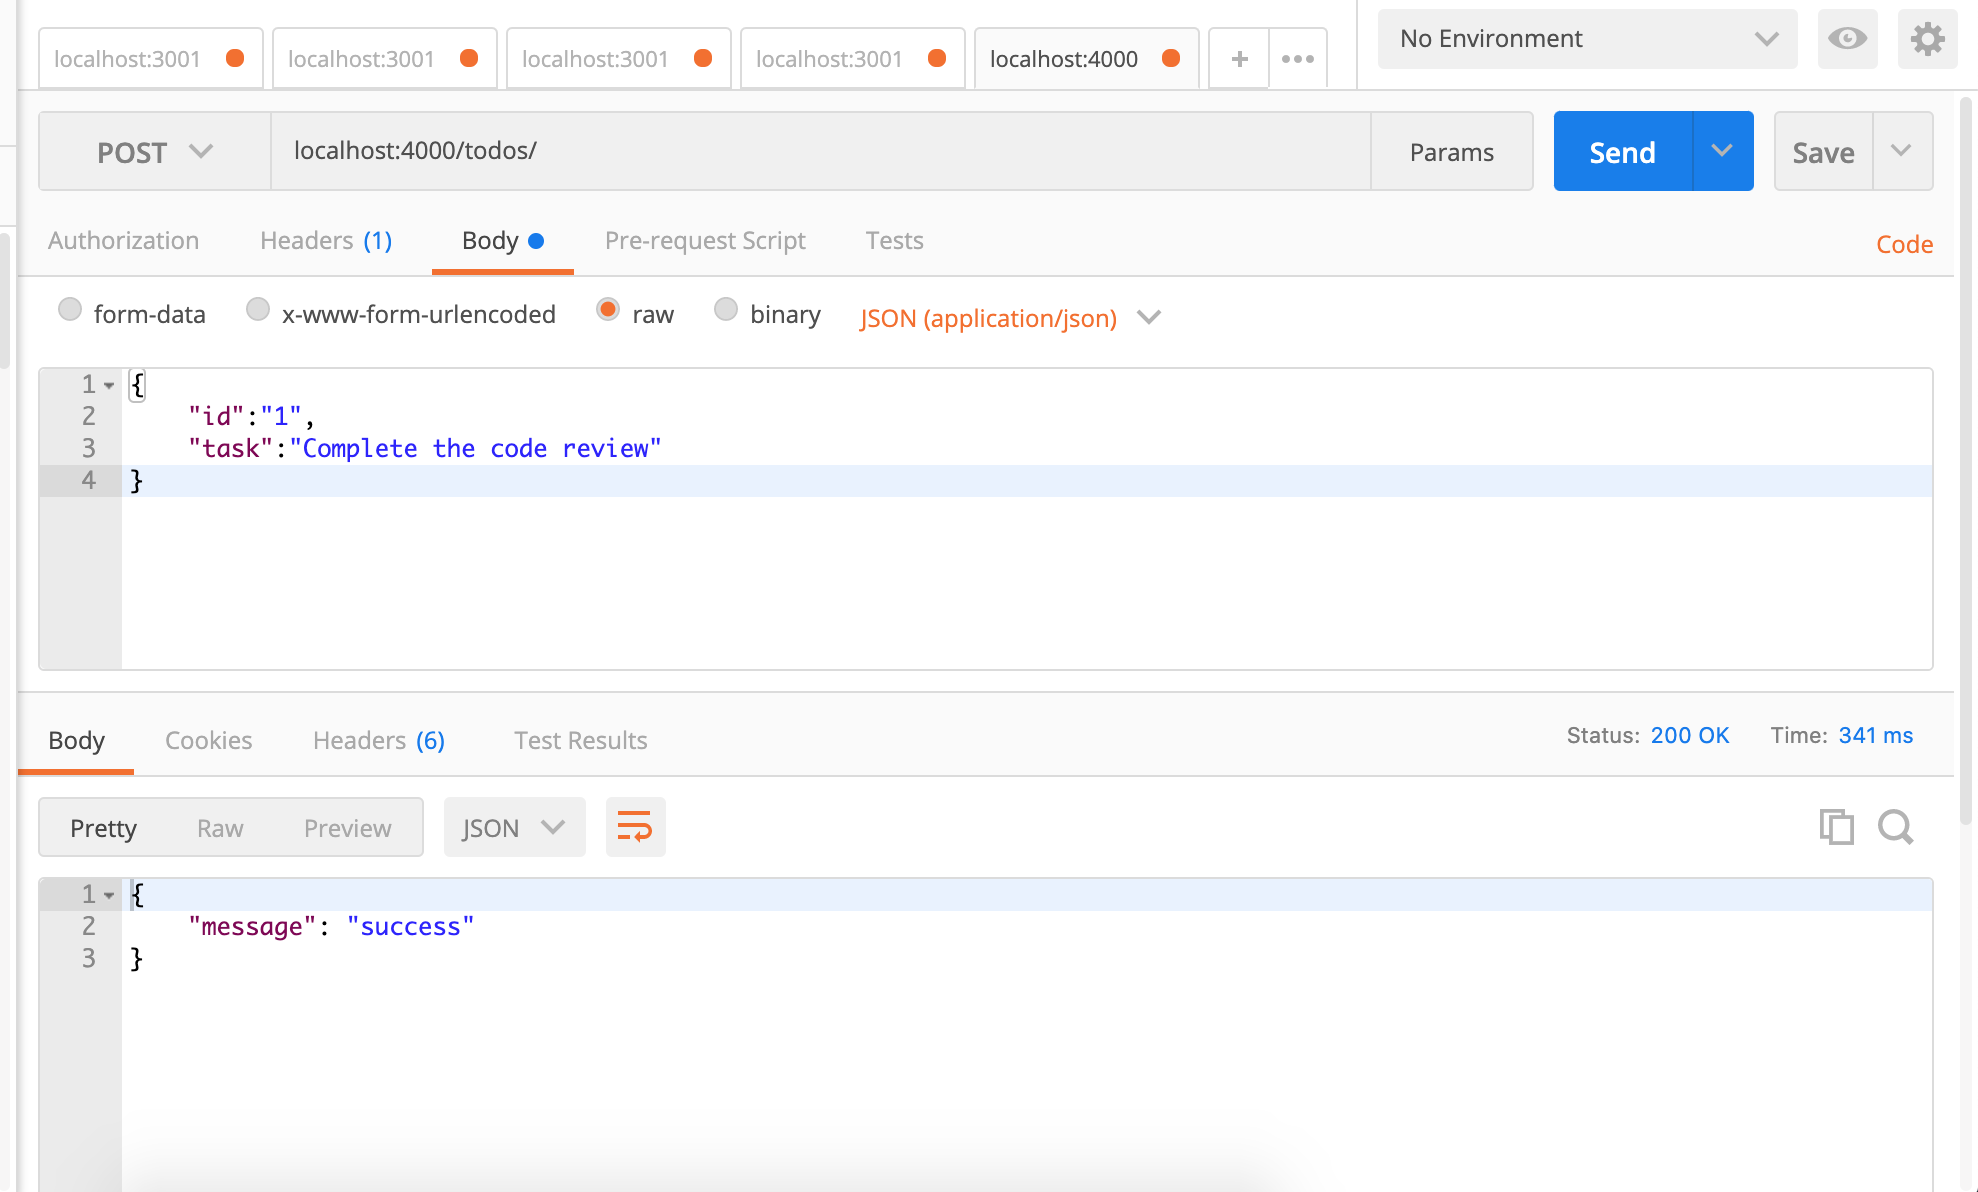 localhost:3001 localhost:3001 localhost:3001 localhost:3001 localhost:4000 + No Environment
POST localhost:4000/todos/ Params Send Save
Authorization Headers (1) Body Pre-request Script Tests Code
form-data x-www-form-urlencoded raw binary JSON (application/json)
1 {
2 "id":"1",
3 "task":"Complete the code review"
4 }
Body Cookies Headers (6) Test Results Status: 200 OK Time: 341 ms
Pretty Raw Preview JSON
1 {
2 "message": "success"
3 }